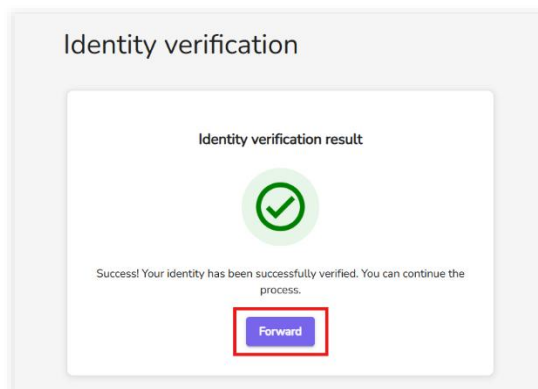 Identity verification
Identity verification result
Success! Your identity has been successfully verified. You can continue the
process.
Forward